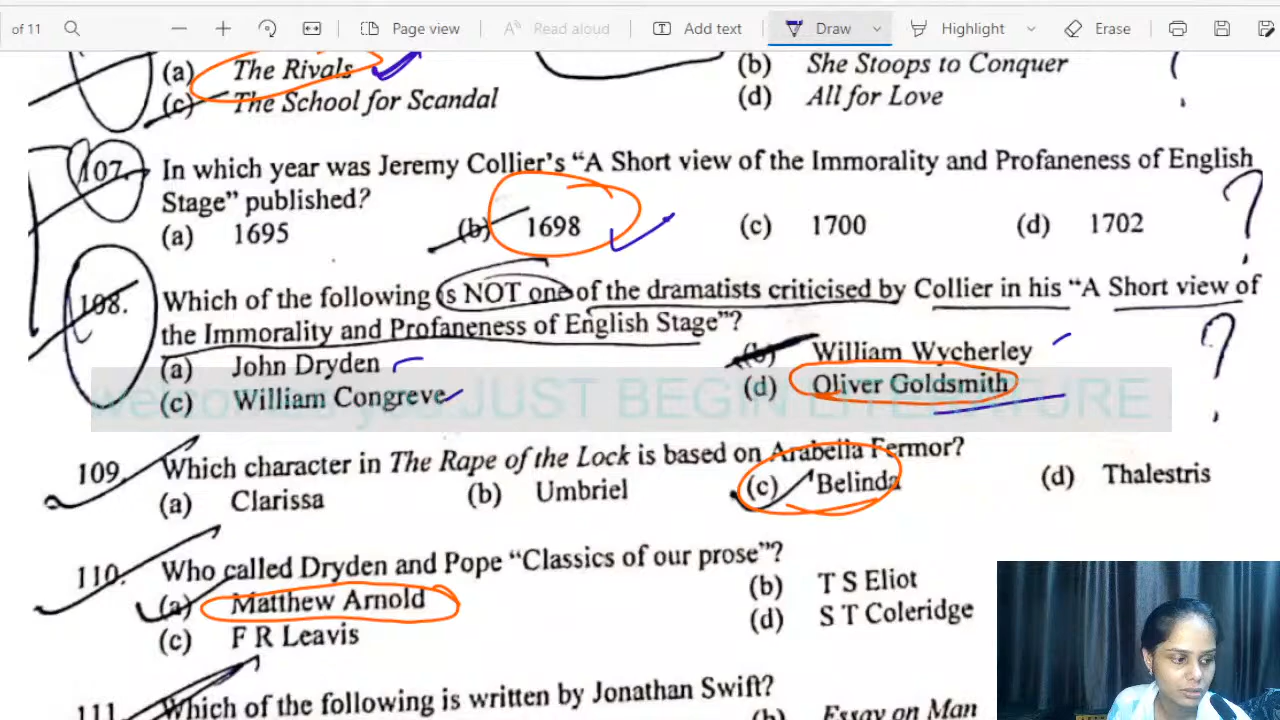 of 11 Page view Read aloud Add text Draw Highlight Erase
(a) The Rivals (b) She Stoops to Conquer
(c) The School for Scandal (d) All for Love
107. In which year was Jeremy Collier's “A Short view of the Immorality and Profaneness of English
Stage” published?
(a) 1695 (b) 1698 (c) 1700 (d) 1702
108. Which of the following is NOT one of the dramatists criticised by Collier in his “A Short view of
the Immorality and Profaneness of English Stage”?
(a) John Dryden (b) William Wycherley
(c) William Congreve (d) Oliver Goldsmith
welcomes you JUST BEGIN LITERATURE
109. Which character in The Rape of the Lock is based on Arabella Fermor?
(a) Clarissa (b) Umbriel (c) Belinda (d) Thalestris
110. Who called Dryden and Pope “Classics of our prose”?
(a) Matthew Arnold (b) T S Eliot
(c) F R Leavis (d) S T Coleridge
111. Which of the following is written by Jonathan Swift?
(b) Essay on Man